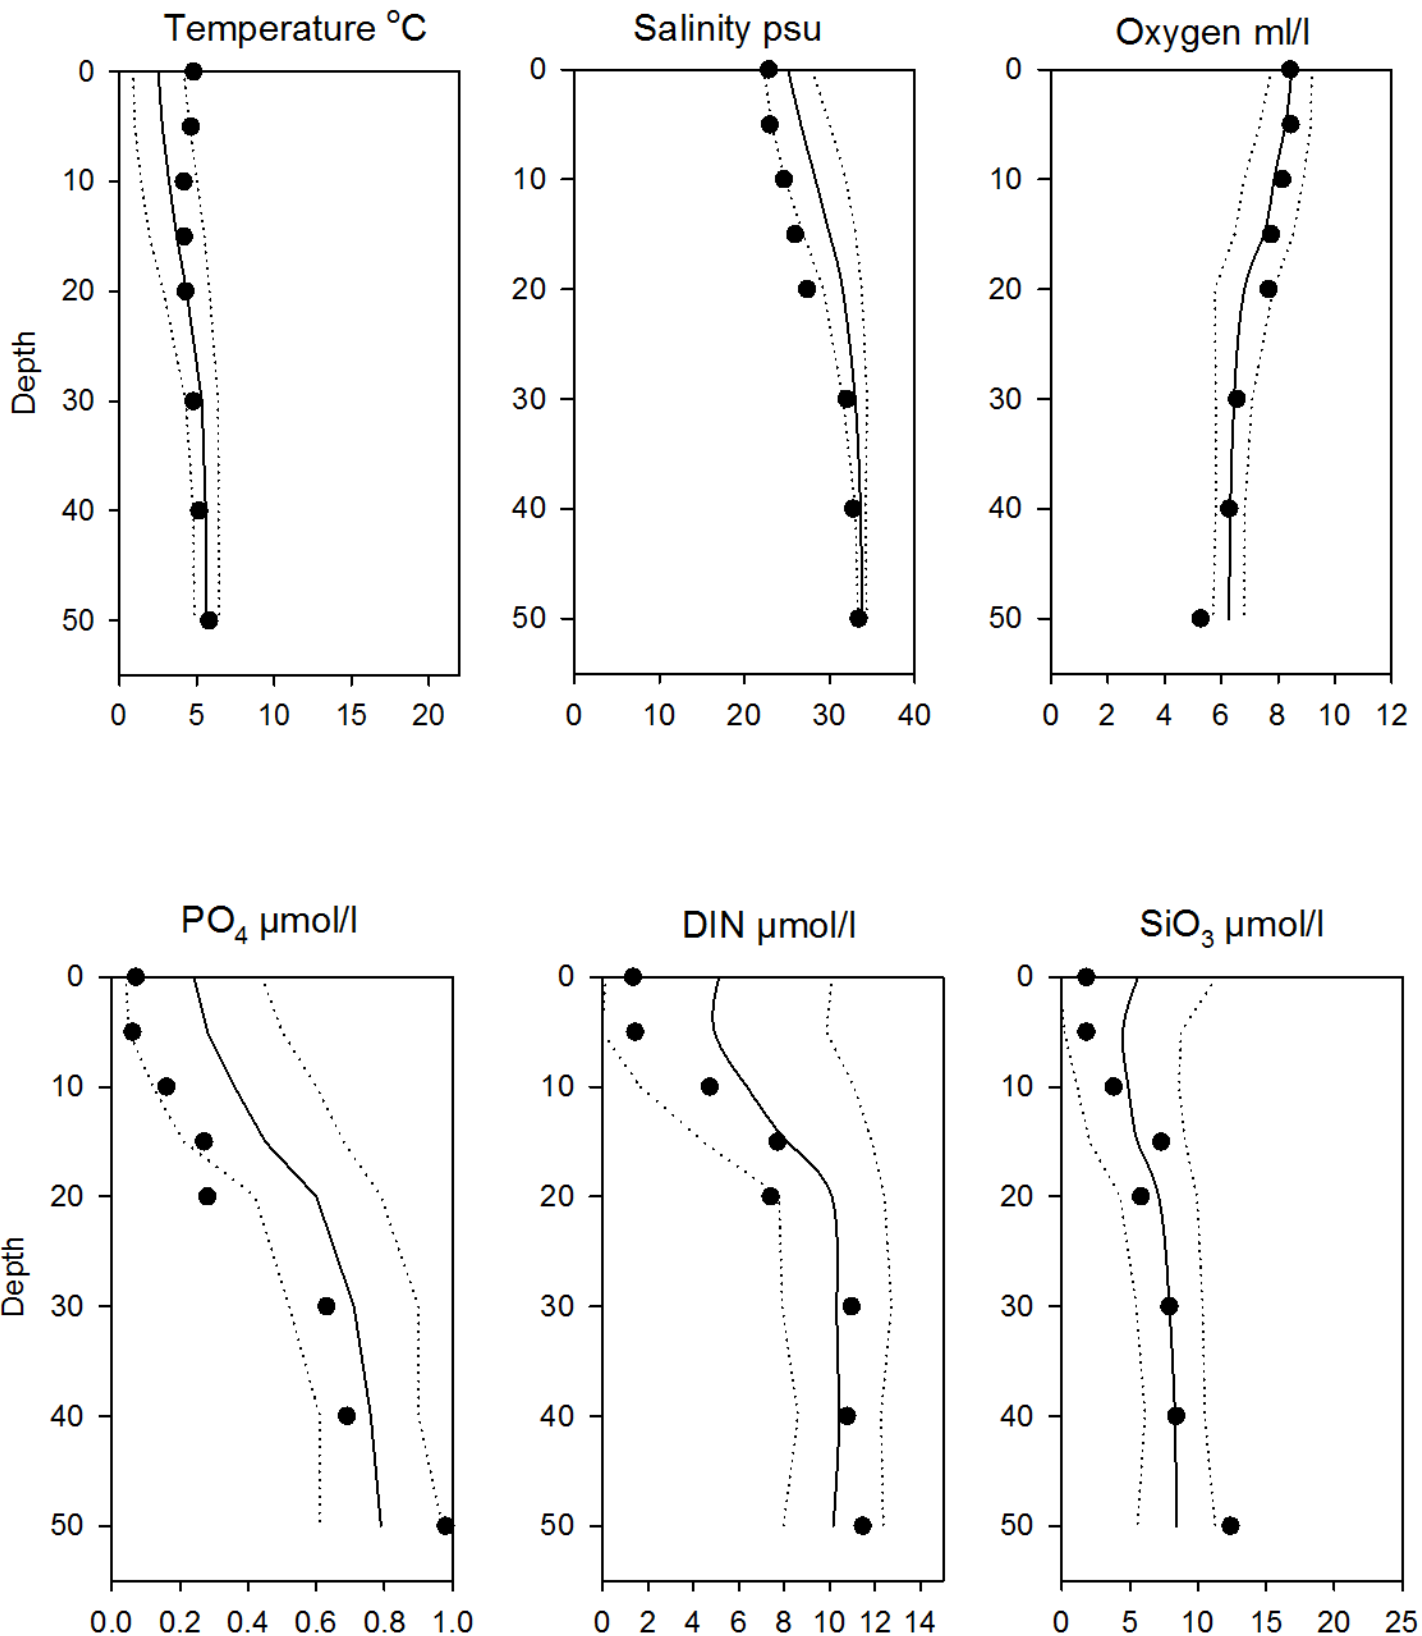 Temperature °C
Salinity psu
Oxygen ml/l
0
10
20
30
40
50
Depth
0 5 10 15 20
0
10
20
30
40
50
0 10 20 30 40
0
10
20
30
40
50
0 2 4 6 8 10 12
PO4 µmol/l
DIN µmol/l
SiO3 µmol/l
0
10
20
30
40
50
Depth
0.0 0.2 0.4 0.6 0.8 1.0
0
10
20
30
40
50
0 2 4 6 8 10 12 14
0
10
20
30
40
50
0 5 10 15 20 25